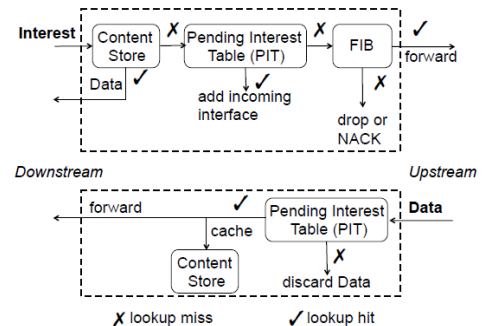 Interest
Content
Store
Pending Interest
Table (PIT)
FIB
forward
Data
add incoming
interface
drop or
NACK
Downstream
Upstream
forward
cache
Content
Store
Pending Interest
Table (PIT)
Data
discard Data
✗ lookup miss
✓ lookup hit